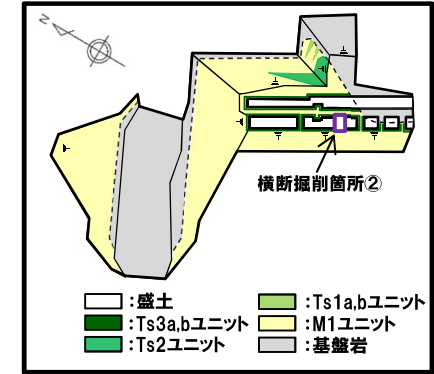 N
横断掘削箇所②
:盛土
:Ts1a,bユニット
:Ts3a,bユニット
:M1ユニット
:Ts2ユニット
:基盤岩